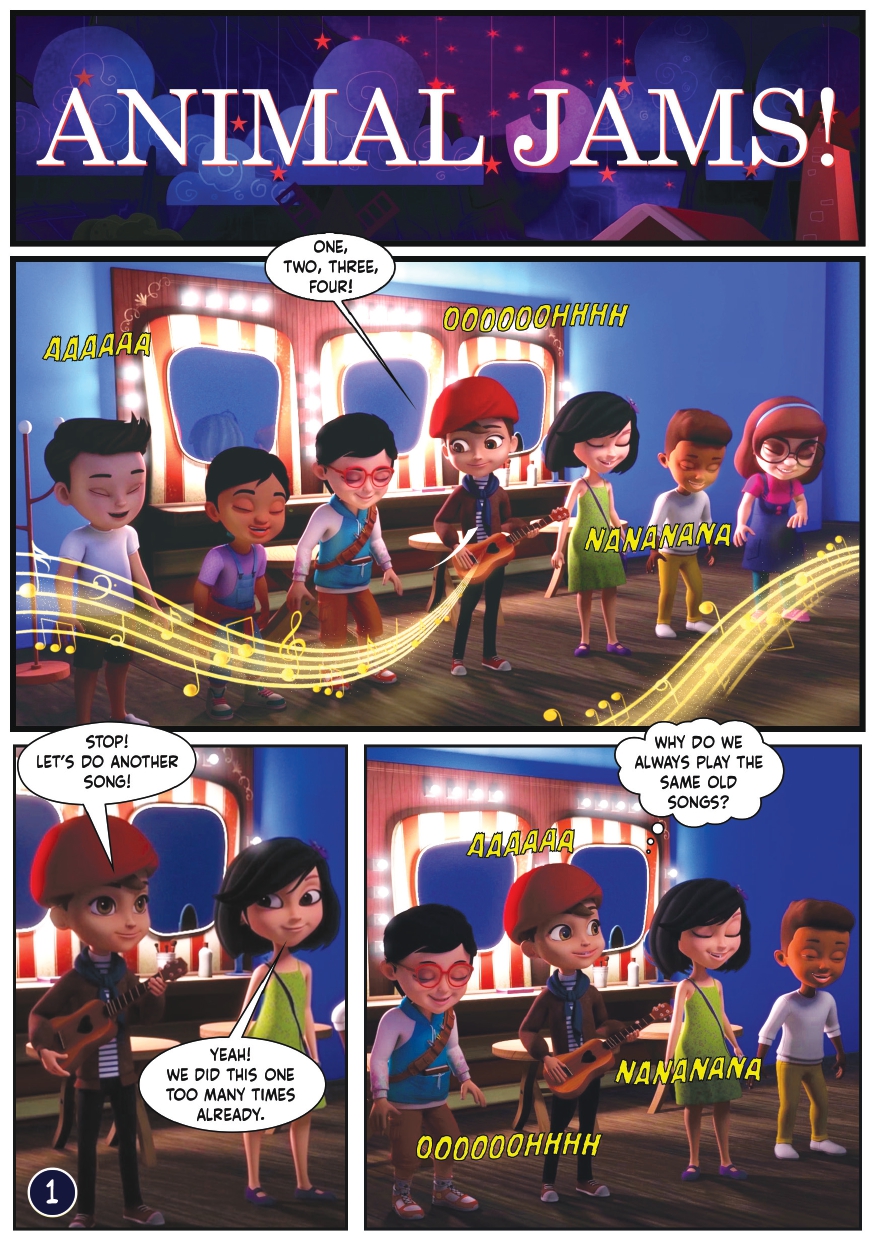 ANIMAL JAMS!
ONE,
TWO, THREE,
FOUR!
AAAAAA
OOOOOOHHHH
NANANANA
STOP!
LET'S DO ANOTHER
SONG!
YEAH!
WE DID THIS ONE
TOO MANY TIMES
ALREADY.
WHY DO WE
ALWAYS PLAY THE
SAME OLD
SONGS?
AAAAAA
NANANANA
OOOOOOHHHH
1